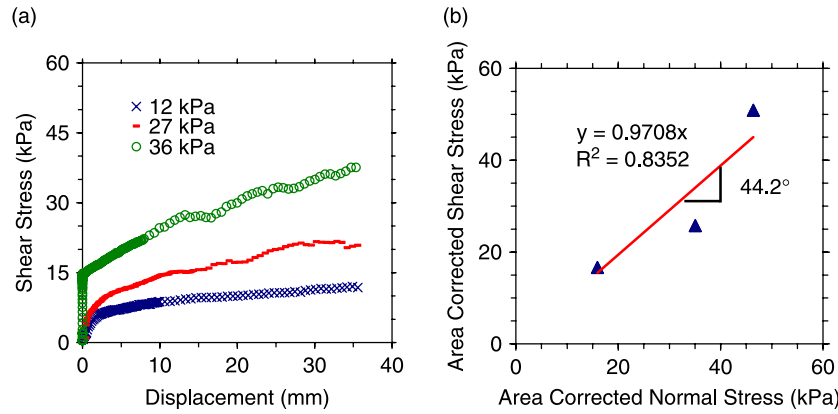 (a)
Shear Stress (kPa)
60
45
30
15
0
12 kPa
27 kPa
36 kPa
0
10
20
30
40
Displacement (mm)
(b)
Area Corrected Shear Stress (kPa)
60
40
20
0
y = 0.9708x
R² = 0.8352
44.2°
0
20
40
60
Area Corrected Normal Stress (kPa)